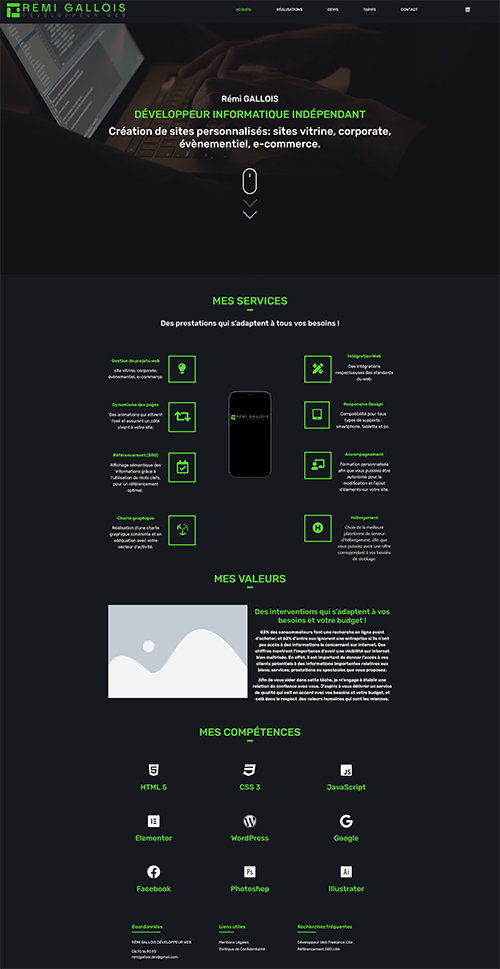 RÉMI GALLOIS
DÉVELOPPEUR WEB
ACCUEIL
RÉALISATIONS
DEVIS
TARIFS
CONTACT
Rémi GALLOIS
DÉVELOPPEUR INFORMATIQUE INDÉPENDANT
Création de sites personnalisés: sites vitrine, corporate,
évènementiel, e-commerce.
MES SERVICES
Des prestations qui s'adaptent à tous vos besoins !
Gestion de projets web
site vitrine, corporate,
évènementiel, e-commerce.
Dynamisme des pages
Des animations qui attirent
l'oeil et assurent un côté
vivant à votre site.
Référencement (SEO)
Affichage sémantique des
informations grâce à
l'utilisation de mots clefs,
pour un référencement
optimal.
Charte graphique
Réalisation d'une charte
graphique cohérente et en
adéquation avec votre
secteur d'activité.
RÉMI GALLOIS
Intégration Web
Des intégrations
respectueuses des standards
du web.
Responsive Design
Compatibilité pour tous
types de supports :
smartphone, tablette et pc.
Accompagnement
Formation personnalisée
afin que vous puissiez être
autonome pour la
modification et l'ajout
d'éléments sur votre site.
Hébergement
Choix de la meilleure
plateforme de serveur
d'hébergement, afin que
vous puissiez avoir une offre
correspondant à vos besoins
de stockage.
MES VALEURS
Des interventions qui s'adaptent à vos
besoins et votre budget !
83% des consommateurs font une recherche en ligne avant
d'acheter, et 62% d'entre eux ignorent une entreprise si ils n'ont
pas accès à des informations la concernant sur internet. Ces
chiffres montrent l'importance d'avoir une visibilité sur internet
bien maîtrisée. En effet, il est important de donner l'accès à vos
clients potentiels à des informations importantes relatives aux
biens, services, prestations ou spectacles que vous proposez.
Afin de vous aider dans cette tâche, je m'engage à établir une
relation de confiance avec vous. J'aspire à vous délivrer un service
de qualité qui soit en accord avec vos besoins et votre budget, et
cela dans le respect des valeurs humaines qui sont les miennes.
MES COMPÉTENCES
HTML 5
CSS 3
JavaScript
Elementor
WordPress
Google
Facebook
Photoshop
Illustrator
Coordonnées
RÉMI GALLOIS DÉVELOPPEUR WEB
remigallois.dev@gmail.com
Liens utiles
Mentions Légales
Politique de Confidentialité
Recherches fréquentes
Développeur Web Freelance Lille
Référencement SEO Lille